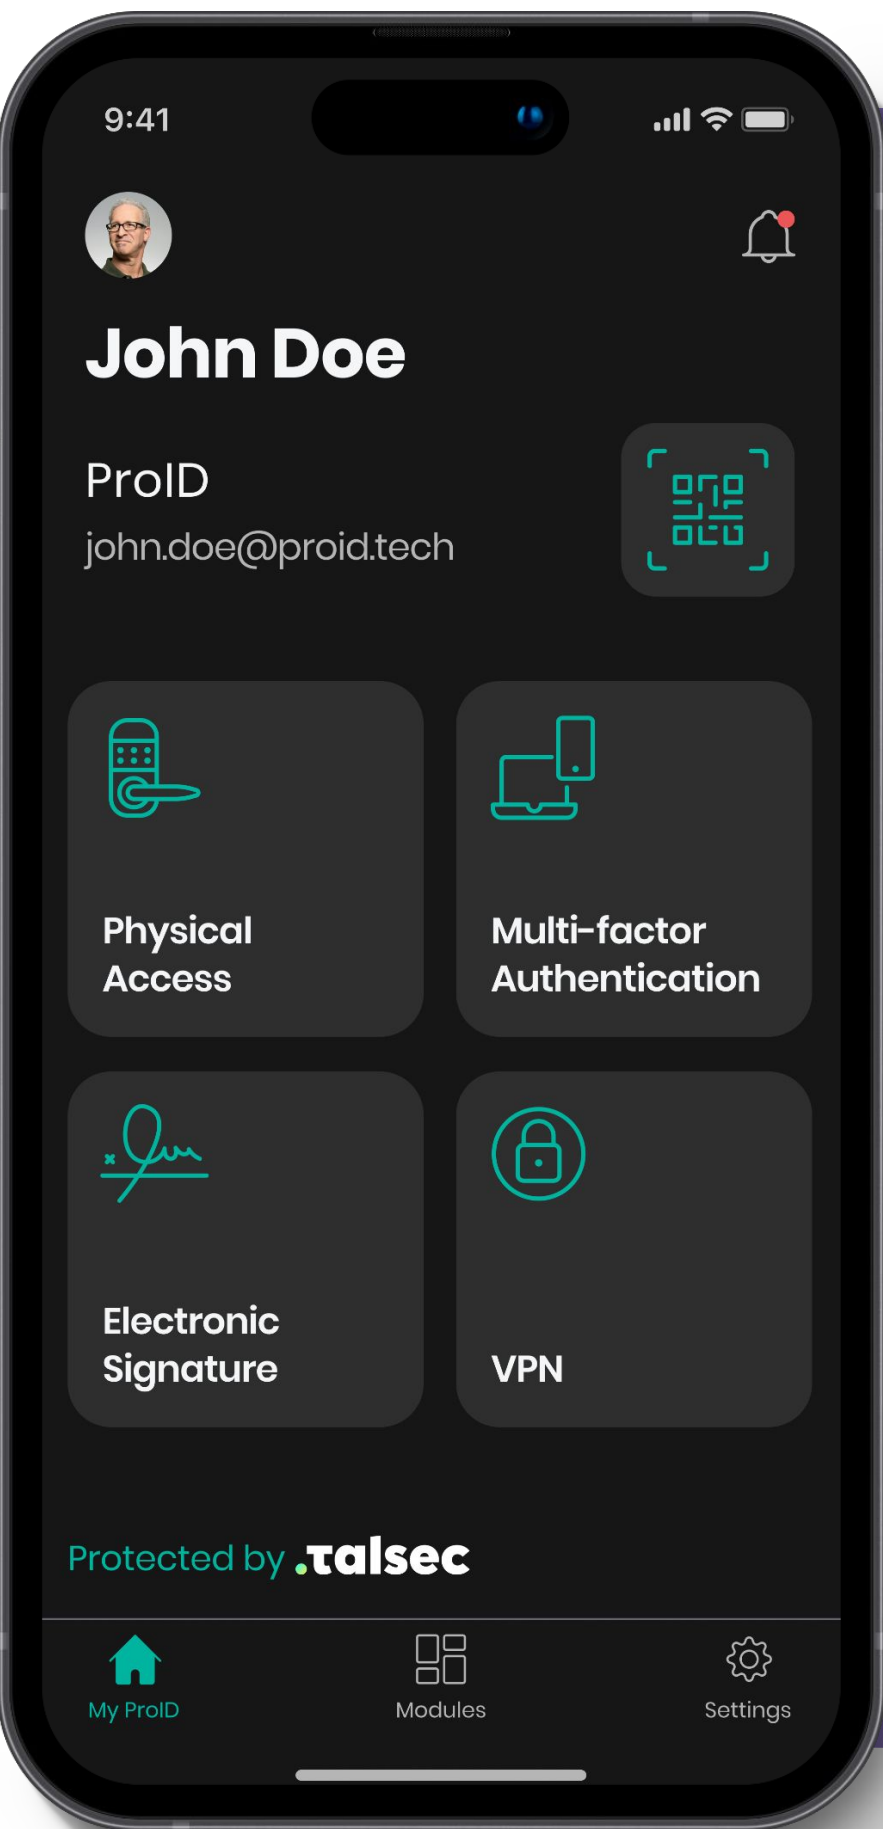 9:41
John Doe
ProID
john.doe@proid.tech
Physical
Access
Multi-factor
Authentication
Electronic
Signature
VPN
Protected by .talsec
My ProID
Modules
Settings